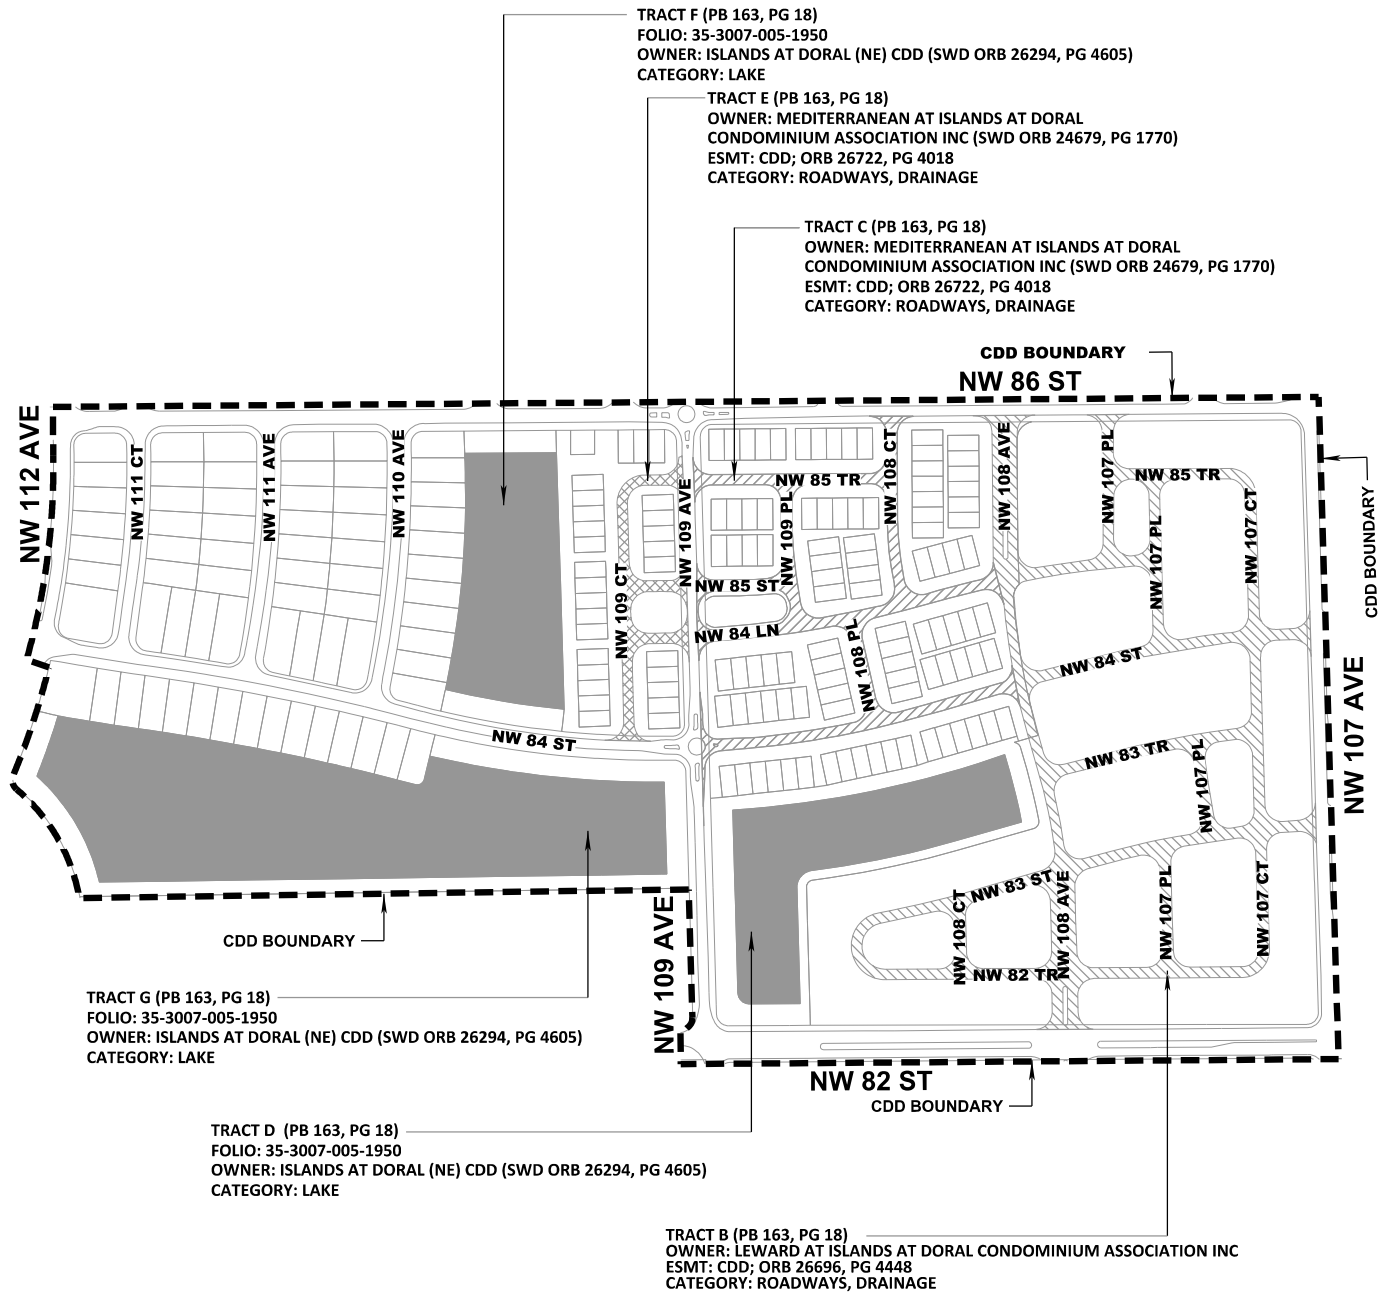 TRACT F (PB 163, PG 18)
FOLIO: 35-3007-005-1950
OWNER: ISLANDS AT DORAL (NE) CDD (SWD ORB 26294, PG 4605)
CATEGORY: LAKE
TRACT E (PB 163, PG 18)
OWNER: MEDITERRANEAN AT ISLANDS AT DORAL
CONDOMINIUM ASSOCIATION INC (SWD ORB 24679, PG 1770)
ESMT: CDD; ORB 26722, PG 4018
CATEGORY: ROADWAYS, DRAINAGE
TRACT C (PB 163, PG 18)
OWNER: MEDITERRANEAN AT ISLANDS AT DORAL
CONDOMINIUM ASSOCIATION INC (SWD ORB 24679, PG 1770)
ESMT: CDD; ORB 26722, PG 4018
CATEGORY: ROADWAYS, DRAINAGE
CDD BOUNDARY
NW 86 ST
NW 112 AVE
NW 111 CT
NW 111 AVE
NW 110 AVE
NW 109 CT
NW 109 AVE
NW 85 TR
NW 109 PL
NW 108 CT
NW 108 AVE
NW 107 PL
NW 85 TR
NW 107 PL
NW 107 CT
CDD BOUNDARY
NW 85 ST
NW 84 LN
NW 108 PL
NW 84 ST
NW 107 AVE
NW 84 ST
NW 83 TR
NW 107 PL
NW 83 ST
NW 108 CT
NW 108 AVE
NW 107 PL
NW 107 CT
NW 82 TR
CDD BOUNDARY
NW 109 AVE
TRACT G (PB 163, PG 18)
FOLIO: 35-3007-005-1950
OWNER: ISLANDS AT DORAL (NE) CDD (SWD ORB 26294, PG 4605)
CATEGORY: LAKE
NW 82 ST
CDD BOUNDARY
TRACT D (PB 163, PG 18)
FOLIO: 35-3007-005-1950
OWNER: ISLANDS AT DORAL (NE) CDD (SWD ORB 26294, PG 4605)
CATEGORY: LAKE
TRACT B (PB 163, PG 18)
OWNER: LEWARD AT ISLANDS AT DORAL CONDOMINIUM ASSOCIATION INC
ESMT: CDD; ORB 26696, PG 4448
CATEGORY: ROADWAYS, DRAINAGE